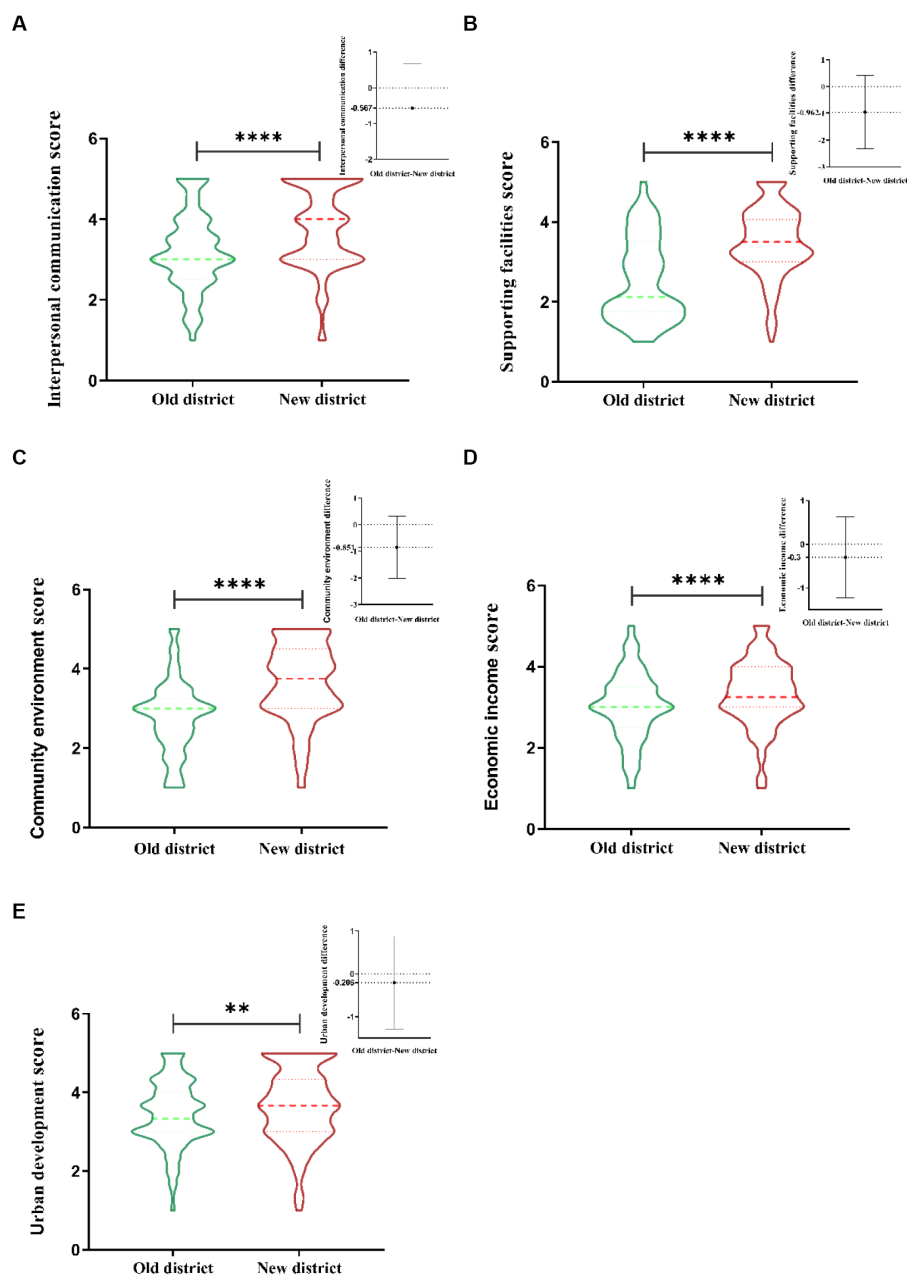 A
Interpersonal communication score
6
4
2
0
****
Old district
New district
Interpersonal communication difference
1
0
-0.567
-1
-2
Old district-New district
B
Supporting facilities score
6
4
2
0
****
Old district
New district
Supporting facilities difference
1
0
-0.962
-1
-2
-3
Old district-New district
C
Community environment score
6
4
2
0
****
Old district
New district
Community environment difference
1
0
-1
-2
-3
Old district-New district
D
Economic income score
6
4
2
0
****
Old district
New district
Economic income difference
1
0
-0.3
-1
Old district-New district
E
Urban development score
6
4
2
0
**
Old district
New district
Urban development difference
1
0
-0.206
-1
Old district-New district